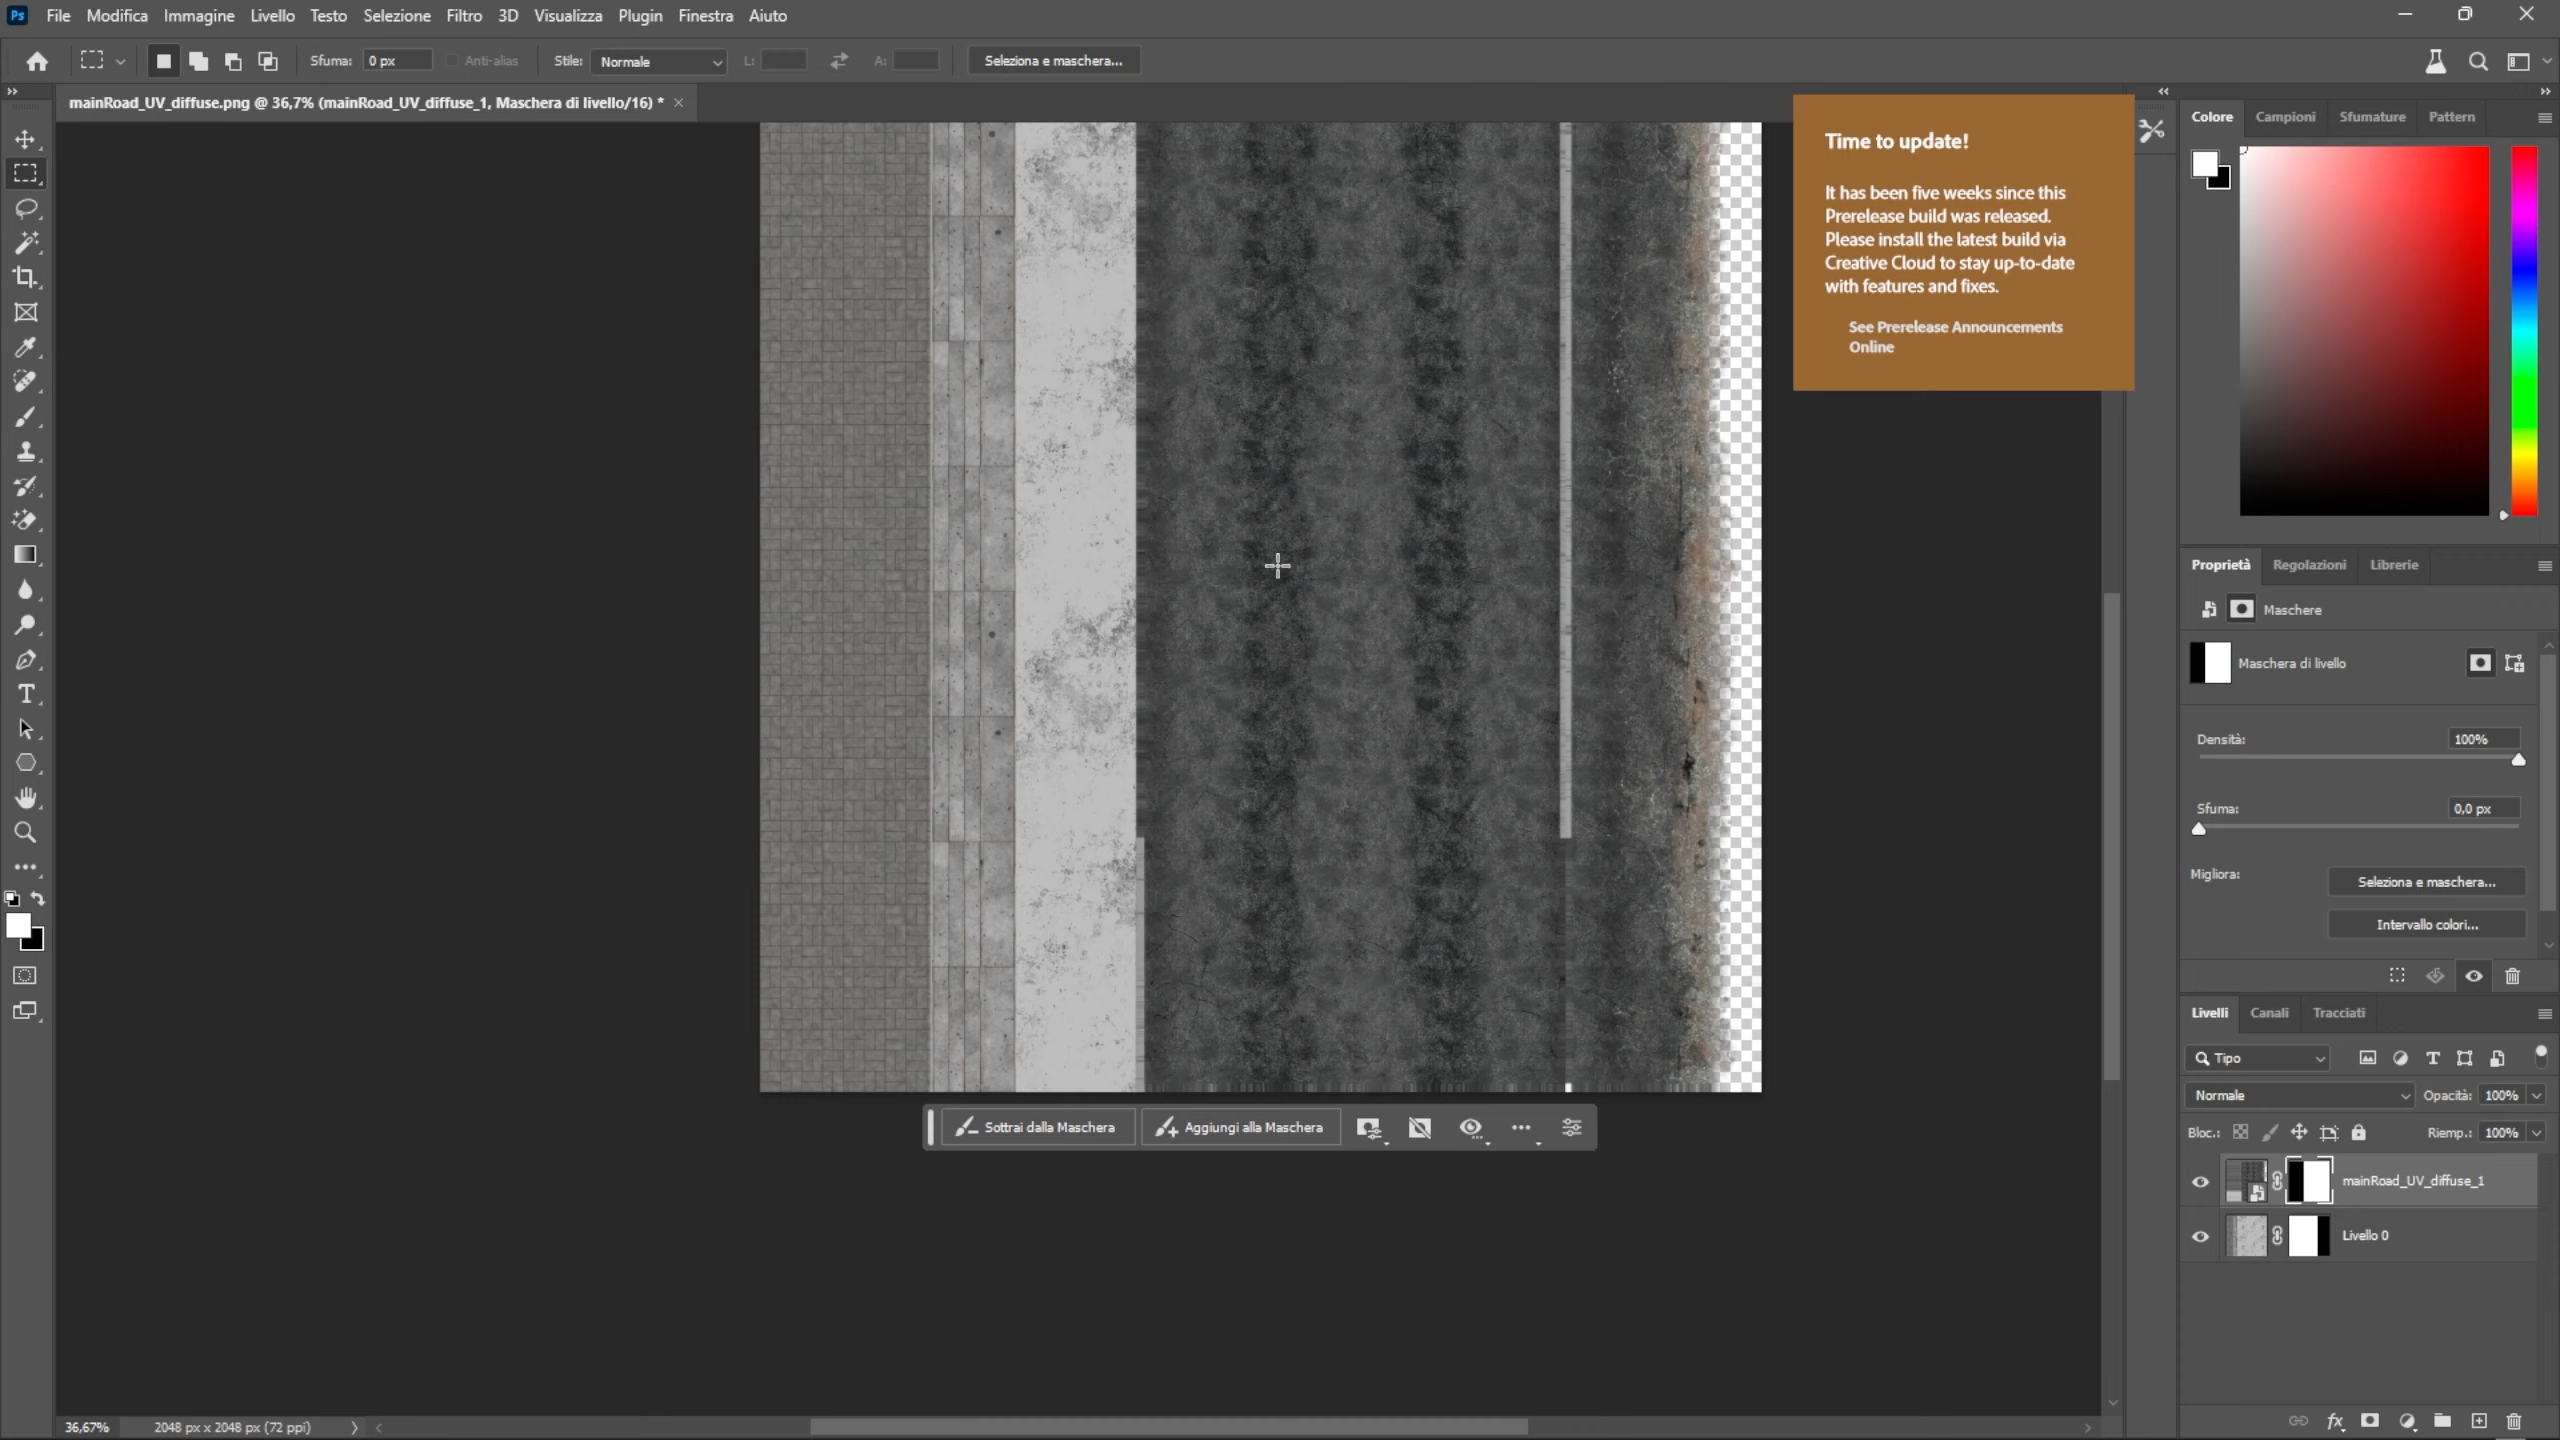 Ps File Modifica Immagine Livello Testo Selezione Filtro 3D Visualizza Plugin Finestra Aiuto
Sfuma: 0 px Anti-alias Stile: Normale L: A: Seleziona e maschera...
mainRoad_UV_diffuse.png @ 36,7% (mainRoad_UV_diffuse_1, Maschera di livello/16) *
Time to update!
It has been five weeks since this
Prerelease build was released.
Please install the latest build via
Creative Cloud to stay up-to-date
with features and fixes.
See Prerelease Announcements
Online
Colore Campioni Sfumature Pattern
Proprietà Regolazioni Librerie
Maschere
Maschera di livello
Densità: 100%
Sfuma: 0,0 px
Migliora: Seleziona e maschera...
Intervallo colori...
Livelli Canali Tracciati
Tipo
Normale Opacità: 100%
Bloc.: Riemp.: 100%
mainRoad_UV_diffuse_1
Livello 0
Sottrai dalla Maschera Aggiungi alla Maschera
36,67% 2048 px x 2048 px (72 ppi)